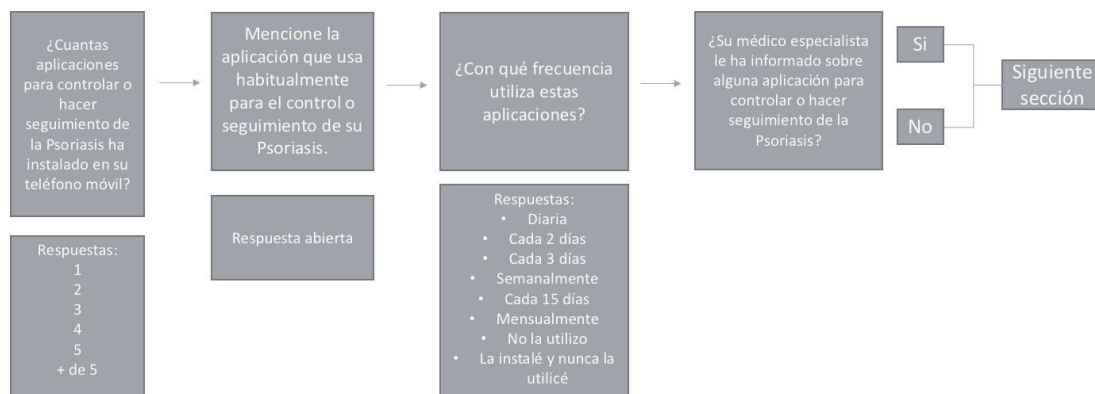 ¿Cuantas
aplicaciones
para controlar o
hacer
seguimiento de
la Psoriasis ha
instalado en su
teléfono móvil?
Respuestas:
1
2
3
4
5
+ de 5
Mencione la
aplicación que usa
habitualmente
para el control o
seguimiento de su
Psoriasis.
Respuesta abierta
¿Con qué frecuencia
utiliza estas
aplicaciones?
Respuestas:
• Diaria
• Cada 2 días
• Cada 3 días
• Semanalmente
• Cada 15 días
• Mensualmente
• No la utilizo
• La instalé y nunca la
utilicé
¿Su médico especialista
le ha informado sobre
alguna aplicación para
controlar o hacer
seguimiento de la
Psoriasis?
Si
No
Siguiente
sección